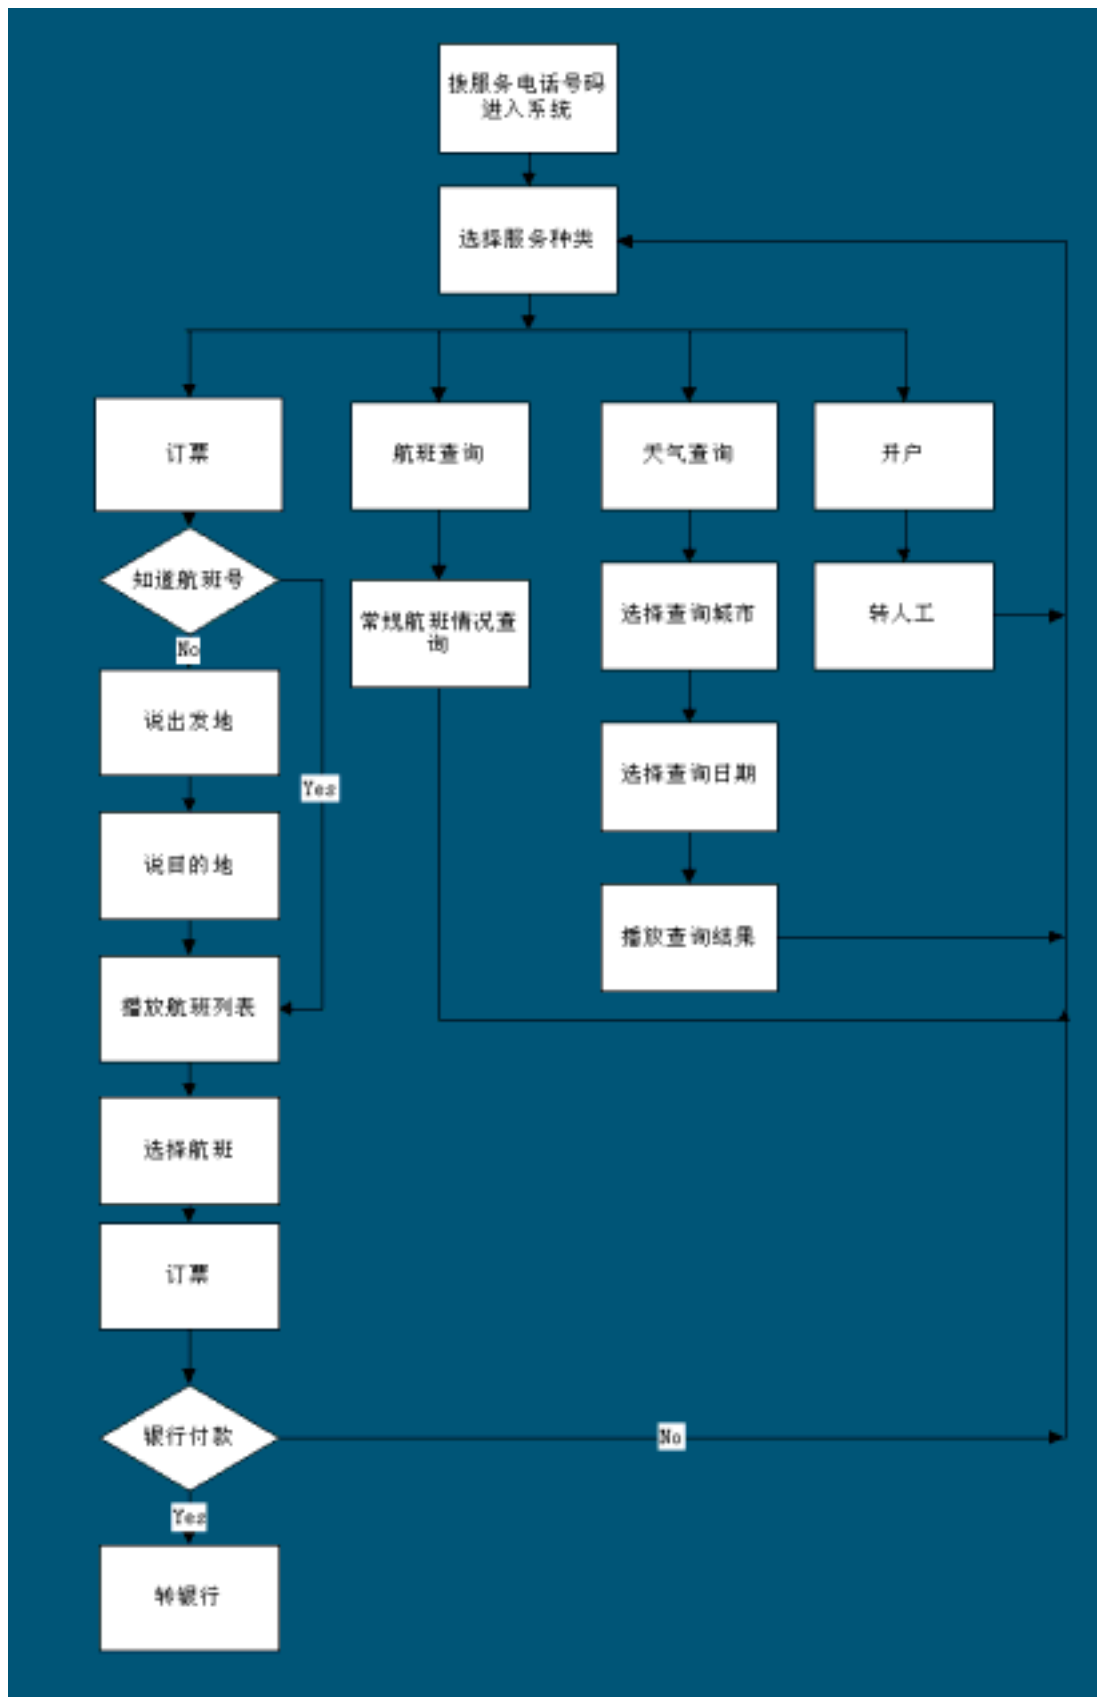 拨服务电话号码
进入系统
选择服务种类
订票
航班查询
天气查询
开户
知道航班号
No
常规航班情况查
询
选择查询城市
转人工
说出发地
Yes
选择查询日期
说目的地
播放查询结果
播放航班列表
选择航班
订票
银行付款
No
Yes
转银行